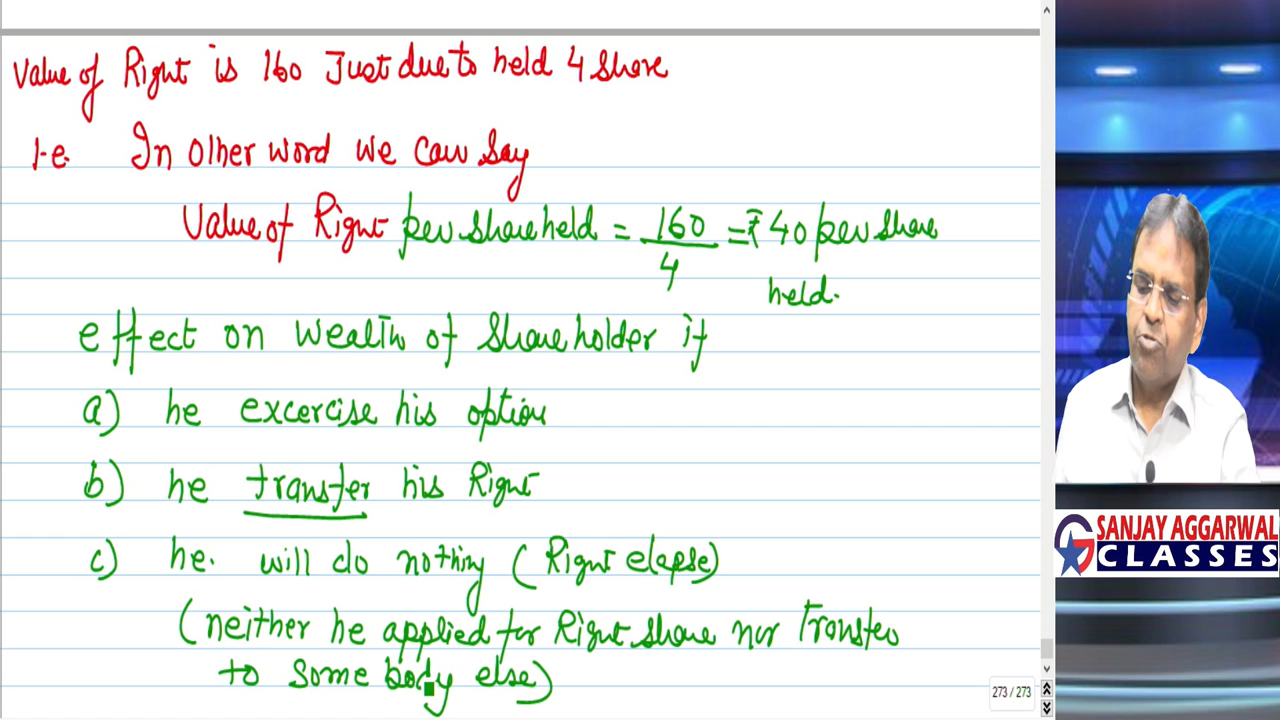 Value of Right is 160 Just due to held 4 Share
i.e. In other word we can say
Value of Right per share held = 160/4 = ₹40 per share
held.
effect on wealth of Shareholder if
a) he excercise his option
b) he transfer his Right
c) he. will do nothing (Right elapse)
(neither he applied for Right share nor Transfer
to some body else)
273 / 273
SANJAY AGGARWAL
CLASSES